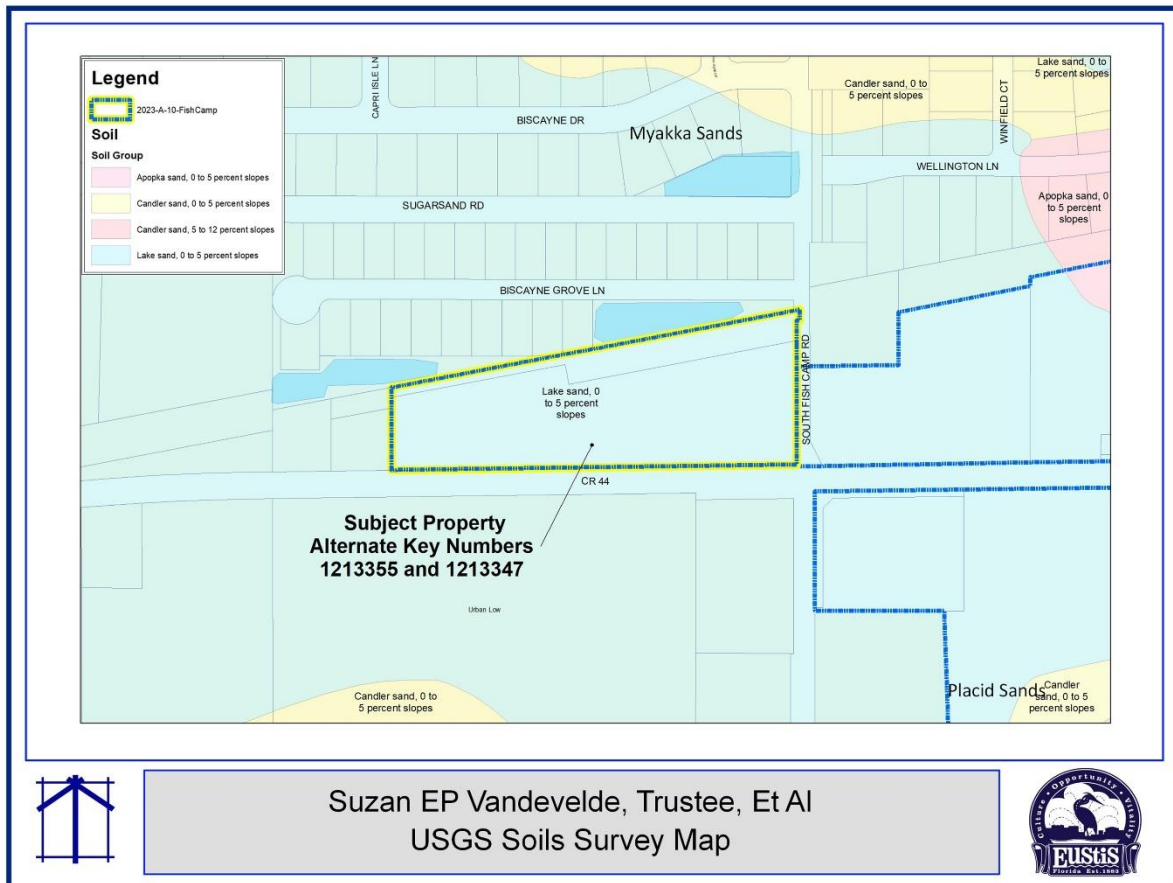 Legend
2023-A-10-FishCamp
Soil
Soil Group
Apopka sand, 0 to 5 percent slopes
Candler sand, 0 to 5 percent slopes
Candler sand, 5 to 12 percent slopes
Lake sand, 0 to 5 percent slopes
CAPRI ISLE LN
BISCAYNE DR
Myakka Sands
Candler sand, 0 to
5 percent slopes
Lake sand, 0 to
5 percent slopes
WINFIELD CT
WELLINGTON LN
SUGARSAND RD
Apopka sand, 0
to 5 percent
slopes
BISCAYNE GROVE LN
SOUTH FISH CAMP RD
Lake sand, 0
to 5 percent
slopes
CR 44
Subject Property
Alternate Key Numbers
1213355 and 1213347
Urban Low
Candler sand, 0 to
5 percent slopes
Placid Sands
Candler
sand, 0 to 5
percent slopes
Suzan EP Vandevelde, Trustee, Et Al
USGS Soils Survey Map
Culture • Opportunity • Vitality
EUSTIS
Florida Est. 1883